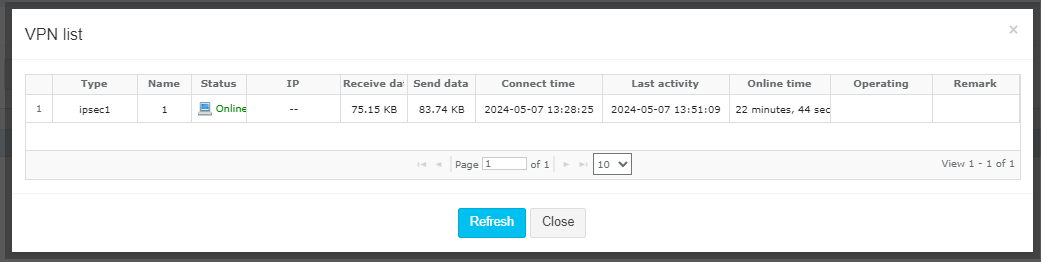 VPN list
×
Type Name Status IP Receive dat Send data Connect time Last activity Online time Operating Remark
1 ipsec1 1 Online -- 75.15 KB 83.74 KB 2024-05-07 13:28:25 2024-05-07 13:51:09 22 minutes, 44 sec
Page 1 of 1 10 View 1 - 1 of 1
Refresh Close